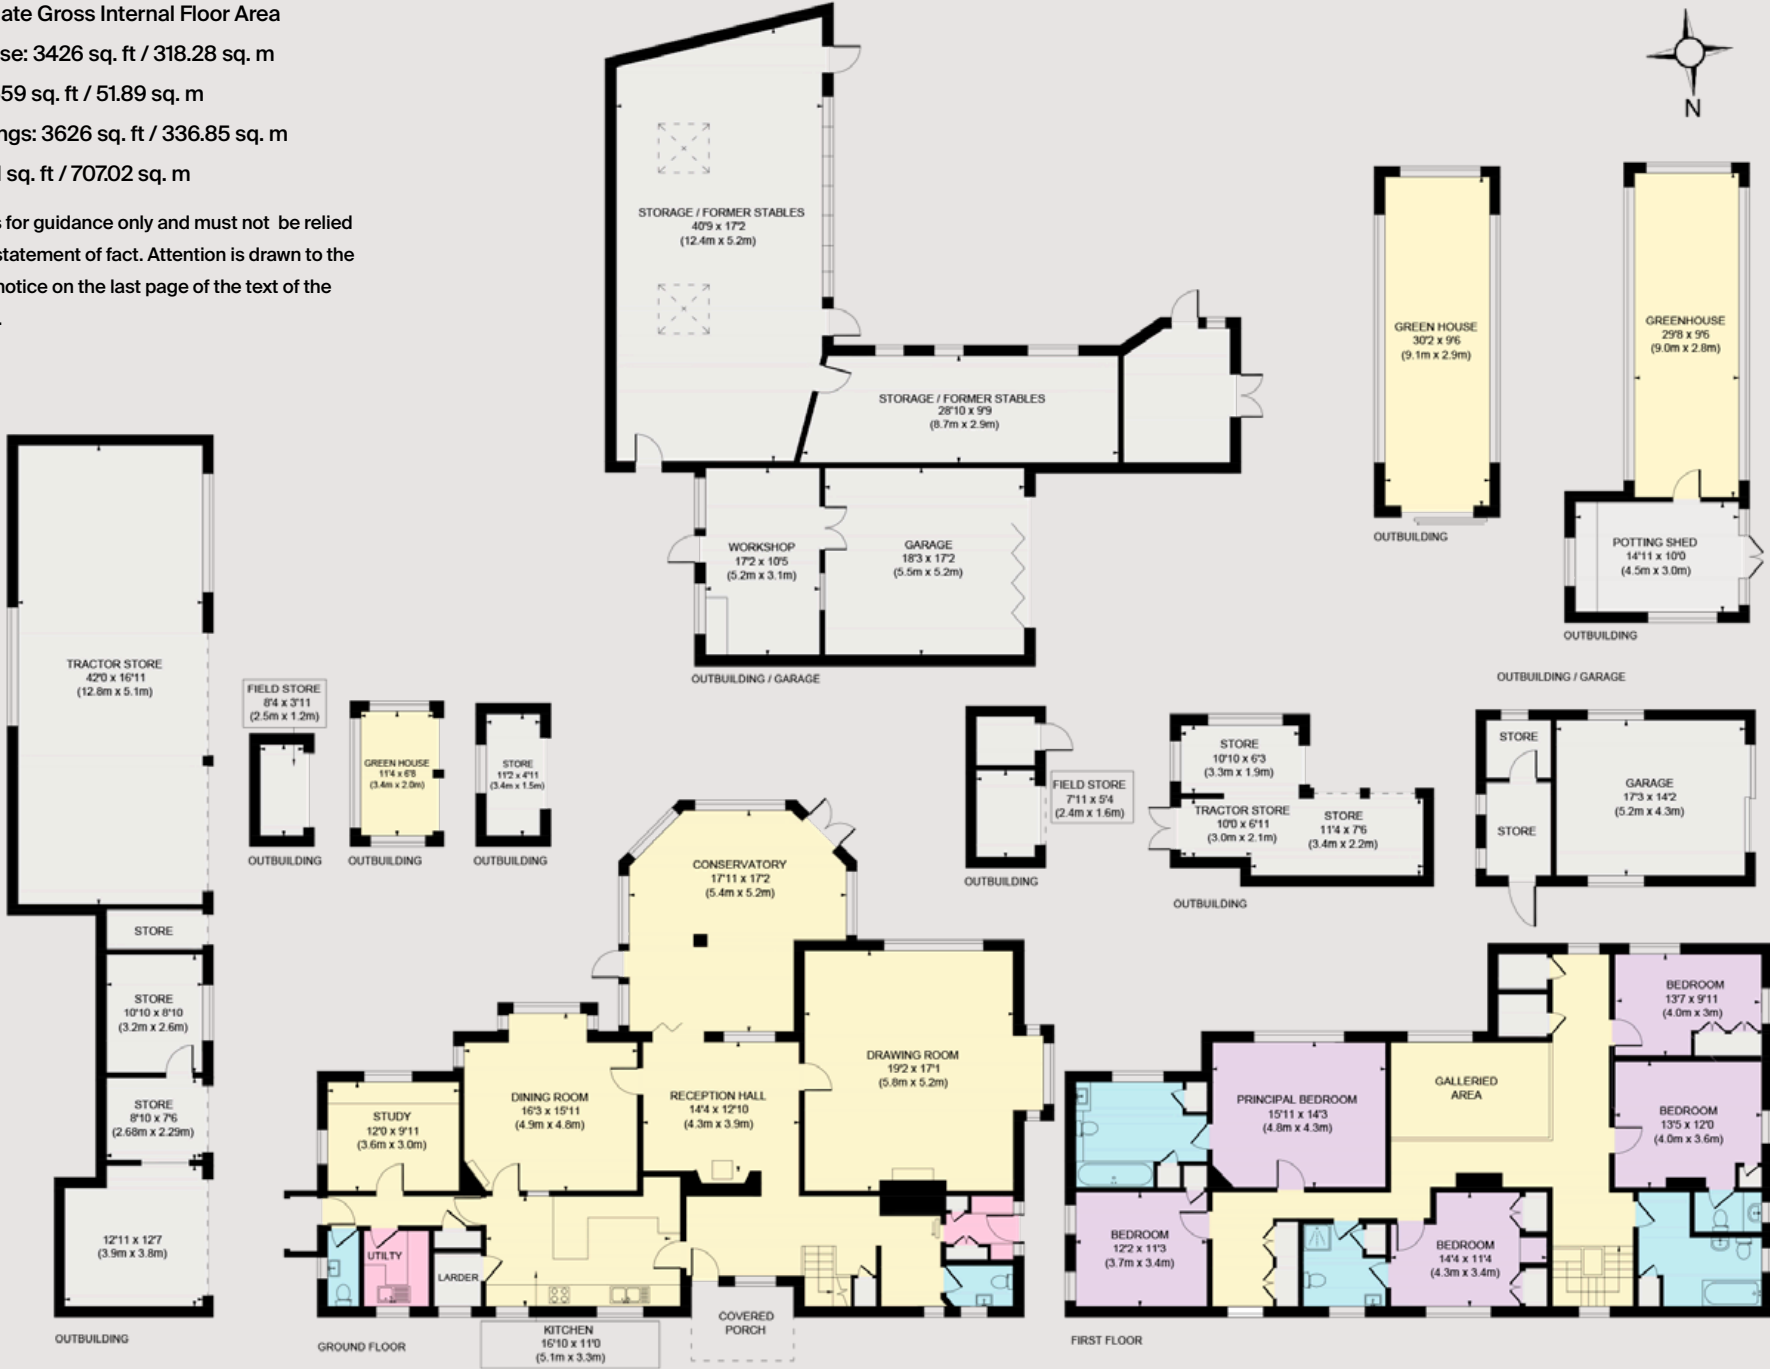 ate Gross Internal Floor Area
se: 3426 sq. ft / 318.28 sq. m
59 sq. ft / 51.89 sq. m
ngs: 3626 sq. ft / 336.85 sq. m
sq. ft / 707.02 sq. m
s for guidance only and must not be relied
statement of fact. Attention is drawn to the
notice on the last page of the text of the
.
N
STORAGE / FORMER STABLES
40'9 x 17'2
(12.4m x 5.2m)
STORAGE / FORMER STABLES
28'10 x 9'9
(8.7m x 2.9m)
WORKSHOP
17'2 x 10'5
(5.2m x 3.1m)
GARAGE
18'3 x 17'2
(5.5m x 5.2m)
OUTBUILDING / GARAGE
GREEN HOUSE
30'2 x 9'6
(9.1m x 2.9m)
OUTBUILDING
GREENHOUSE
29'8 x 9'6
(9.0m x 2.8m)
POTTING SHED
14'11 x 10'0
(4.5m x 3.0m)
OUTBUILDING
TRACTOR STORE
42'0 x 16'11
(12.8m x 5.1m)
STORE
STORE
10'10 x 8'10
(3.2m x 2.6m)
STORE
8'10 x 7'6
(2.68m x 2.29m)
12'11 x 12'7
(3.9m x 3.8m)
OUTBUILDING
FIELD STORE
8'4 x 3'11
(2.5m x 1.2m)
OUTBUILDING
GREEN HOUSE
11'4 x 6'8
(3.4m x 2.0m)
OUTBUILDING
STORE
11'2 x 4'11
(3.4m x 1.5m)
OUTBUILDING
FIELD STORE
7'11 x 5'4
(2.4m x 1.6m)
OUTBUILDING
STORE
10'10 x 6'3
(3.3m x 1.9m)
TRACTOR STORE
10'0 x 6'11
(3.0m x 2.1m)
STORE
11'4 x 7'6
(3.4m x 2.2m)
OUTBUILDING
OUTBUILDING / GARAGE
STORE
STORE
GARAGE
17'3 x 14'2
(5.2m x 4.3m)
CONSERVATORY
17'11 x 17'2
(5.4m x 5.2m)
DRAWING ROOM
19'2 x 17'1
(5.8m x 5.2m)
RECEPTION HALL
14'4 x 12'10
(4.3m x 3.9m)
DINING ROOM
16'3 x 15'11
(4.9m x 4.8m)
STUDY
12'0 x 9'11
(3.6m x 3.0m)
UTILTY
LARDER
KITCHEN
16'10 x 11'0
(5.1m x 3.3m)
COVERED
PORCH
GROUND FLOOR
PRINCIPAL BEDROOM
15'11 x 14'3
(4.8m x 4.3m)
GALLERIED
AREA
BEDROOM
13'7 x 9'11
(4.0m x 3m)
BEDROOM
13'5 x 12'0
(4.0m x 3.6m)
BEDROOM
12'2 x 11'3
(3.7m x 3.4m)
BEDROOM
14'4 x 11'4
(4.3m x 3.4m)
FIRST FLOOR